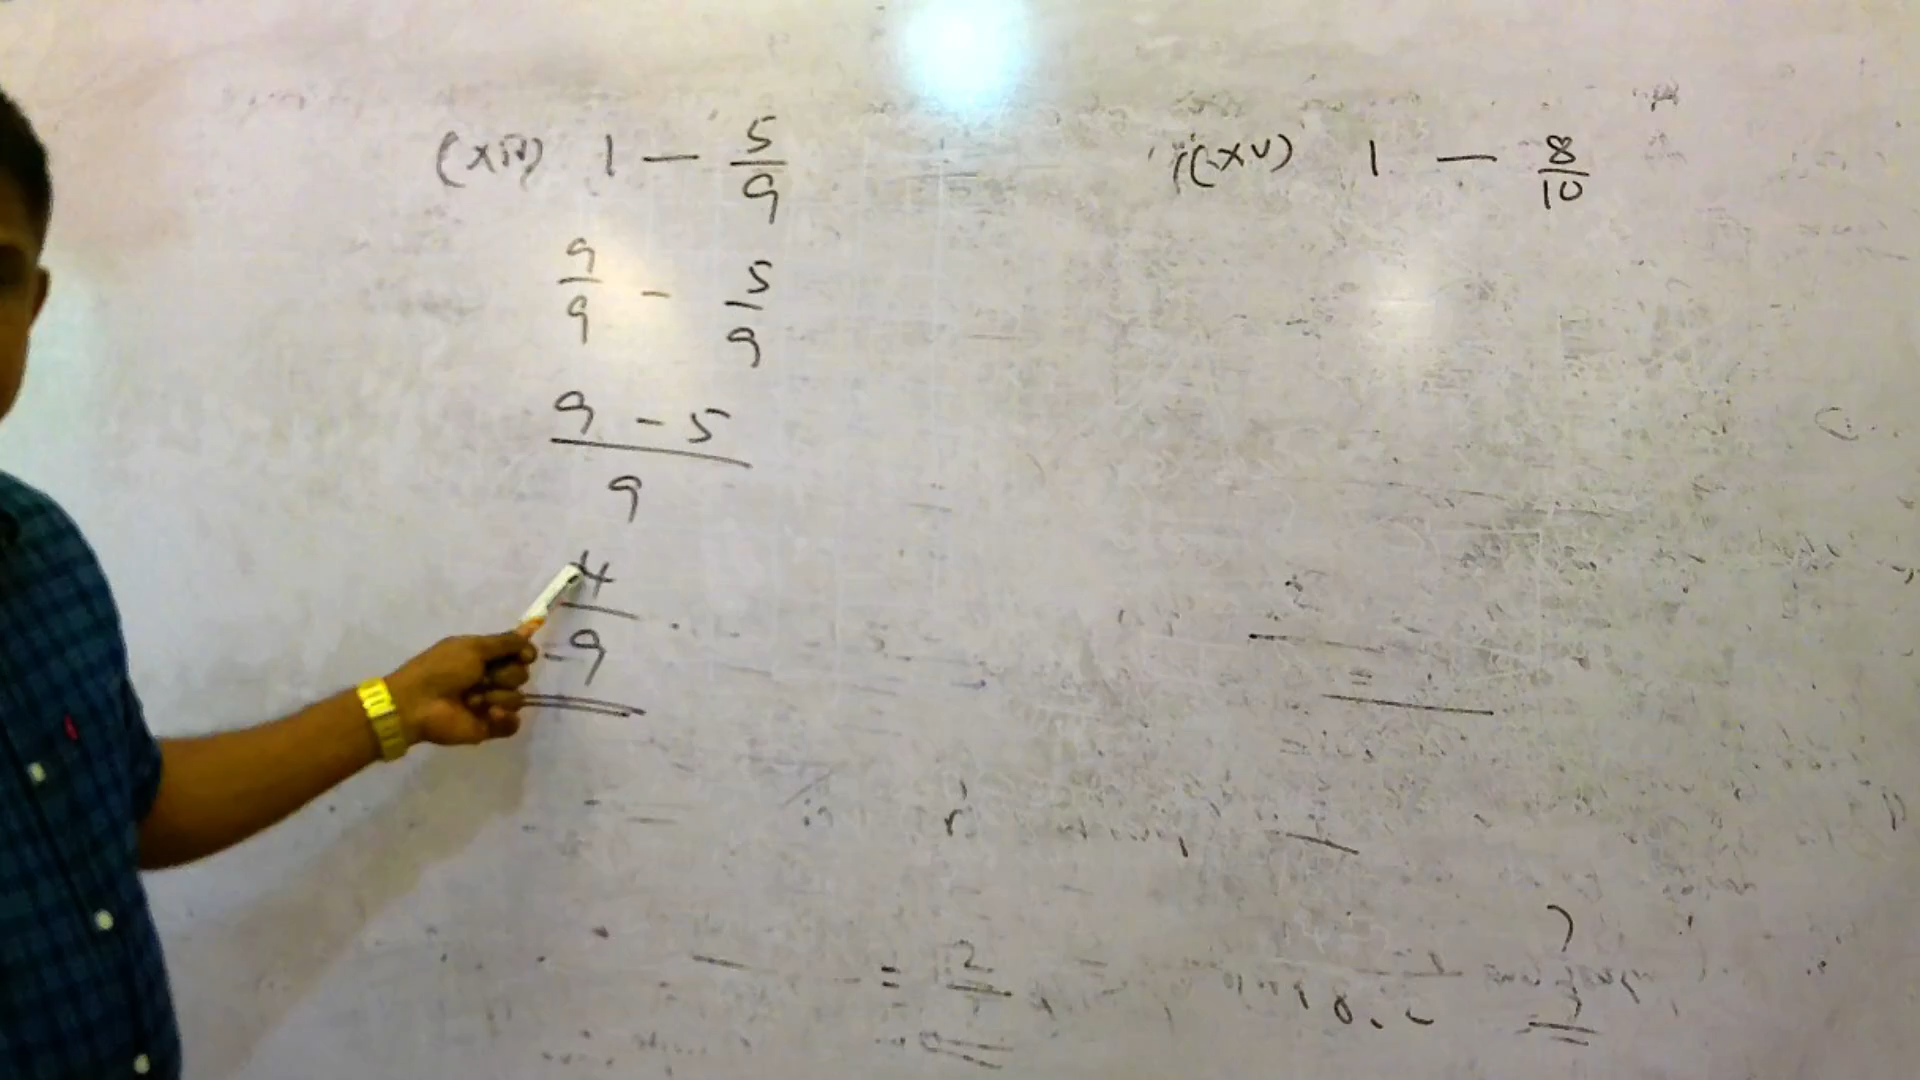 (xiv) 1 — 5/9
9/9 - 5/9
9 - 5 / 9
4/9
(xv) 1 — 8/10